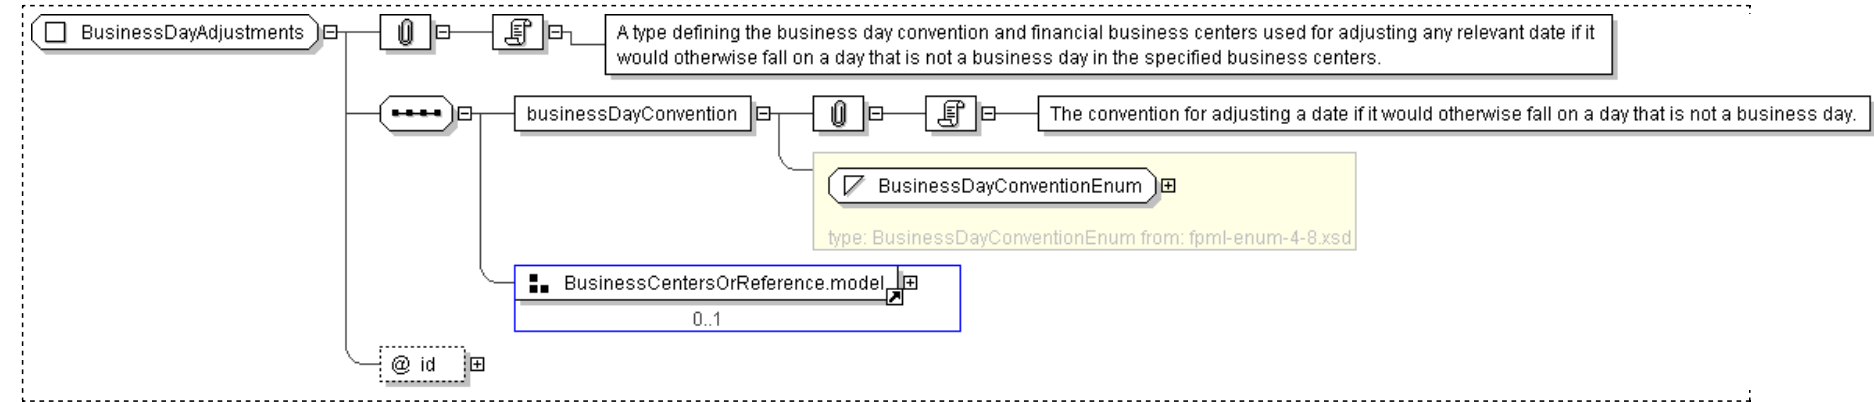 BusinessDayAdjustments
A type defining the business day convention and financial business centers used for adjusting any relevant date if it
would otherwise fall on a day that is not a business day in the specified business centers.
businessDayConvention
The convention for adjusting a date if it would otherwise fall on a day that is not a business day.
BusinessDayConventionEnum
type: BusinessDayConventionEnum from: fpml-enum-4-8.xsd
BusinessCentersOrReference.model
0..1
@ id